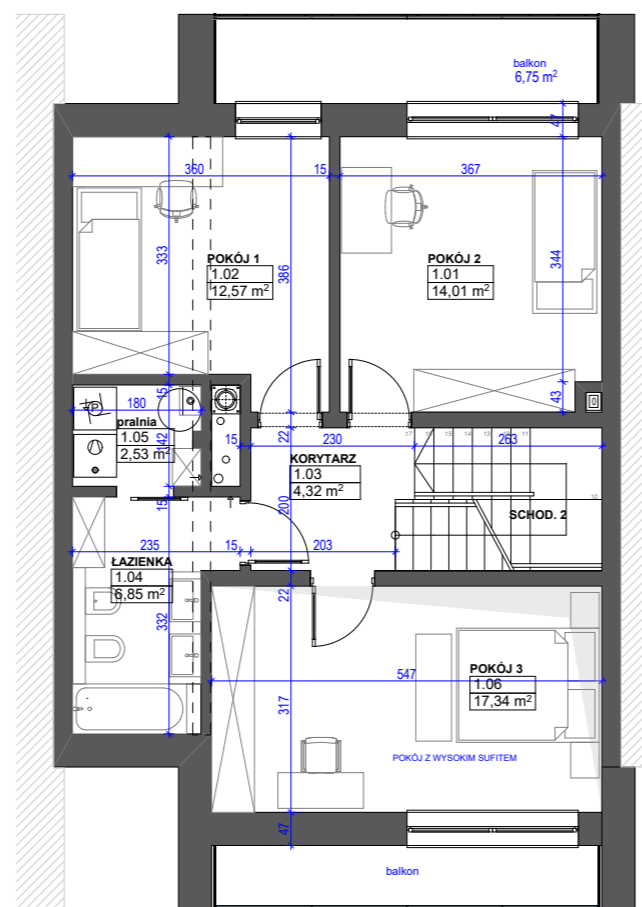 balkon
6,75 m²
47
360
15
367
333
386
344
POKÓJ 1
1.02
12,57 m²
POKÓJ 2
1.01
14,01 m²
43
15
180
pralnia
1.05
2,53 m²
142
15
22
230
263
KORYTARZ
1.03
4,32 m²
200
SCHOD. 2
15
235
15
203
ŁAZIENKA
1.04
6,85 m²
332
22
547
POKÓJ 3
1.06
17,34 m²
317
POKÓJ Z WYSOKIM SUFITEM
47
balkon